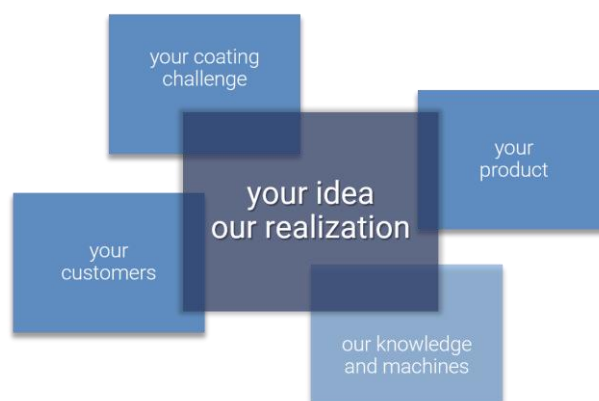 your coating
challenge
your
product
your idea
our realization
your
customers
our knowledge
and machines